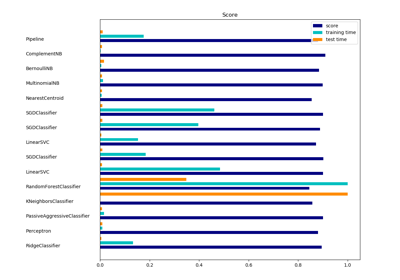 Score
score
training time
test time
Pipeline
ComplementNB
BernoulliNB
MultinomialNB
NearestCentroid
SGDClassifier
SGDClassifier
LinearSVC
SGDClassifier
LinearSVC
RandomForestClassifier
KNeighborsClassifier
PassiveAggressiveClassifier
Perceptron
RidgeClassifier
0.0 0.2 0.4 0.6 0.8 1.0